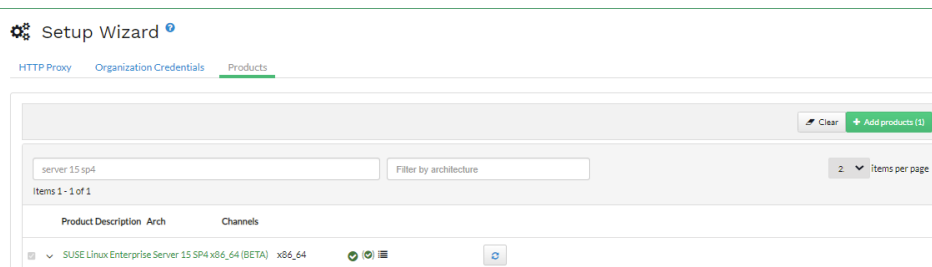 Setup Wizard ?
HTTP Proxy Organization Credentials Products
Clear + Add products (1)
server 15 sp4 Filter by architecture 2 items per page
Items 1 - 1 of 1
Product Description Arch Channels
SUSE Linux Enterprise Server 15 SP4 x86_64 (BETA) x86_64